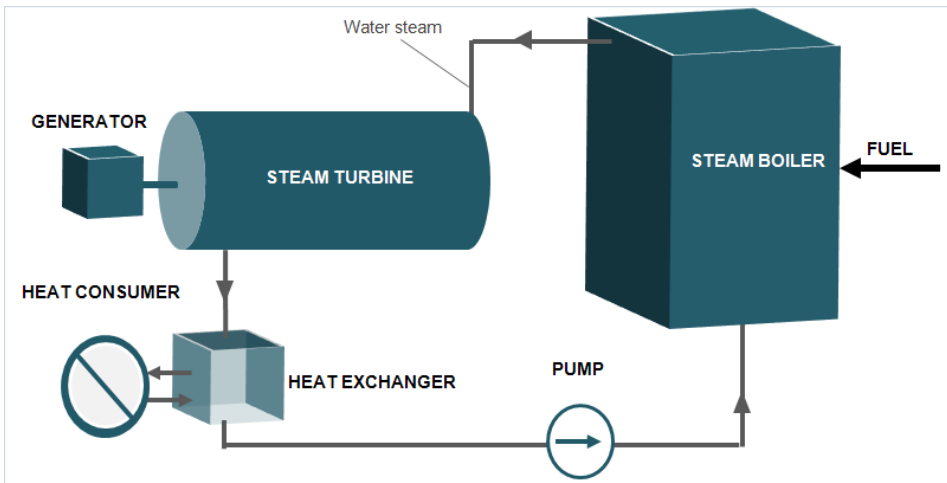 Water steam
GENERATOR
STEAM TURBINE
STEAM BOILER
FUEL
HEAT CONSUMER
HEAT EXCHANGER
PUMP